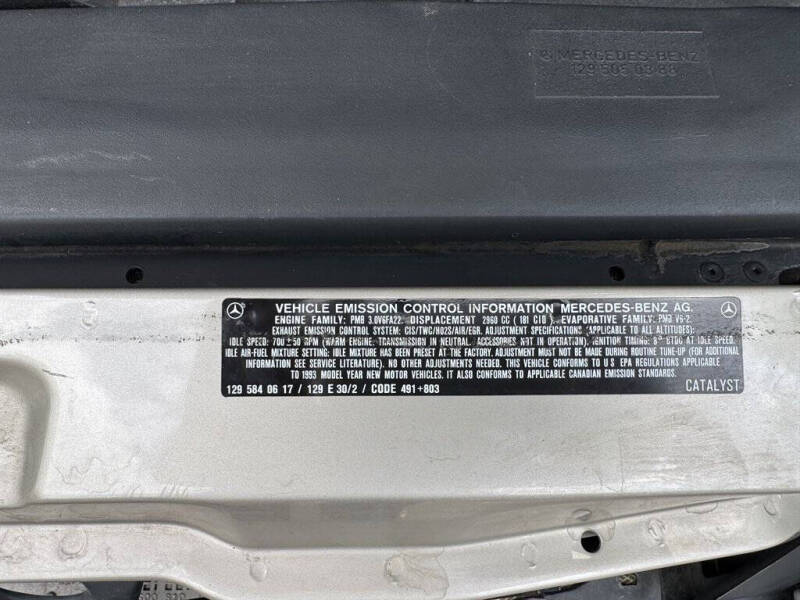 MERCEDES-BENZ
129 505 03 88
VEHICLE EMISSION CONTROL INFORMATION MERCEDES-BENZ AG.
ENGINE FAMILY: PMB 3.0V6FA22. DISPLACEMENT 2960 CC ( 181 CID ). EVAPORATIVE FAMILY: PMB V6-2
EXHAUST EMISSION CONTROL SYSTEM: CIS/TWC/HO2S/AIR/EGR. ADJUSTMENT SPECIFICATIONS: (APPLICABLE TO ALL ALTITUDES):
IDLE SPEED: 700 ± 50 RPM (WARM ENGINE, TRANSMISSION IN NEUTRAL, ACCESSORIES NOT IN OPERATION). IGNITION TIMING: 8° BTDC AT IDLE SPEED.
IDLE AIR-FUEL MIXTURE SETTING: IDLE MIXTURE HAS BEEN PRESET AT THE FACTORY. ADJUSTMENT MUST NOT BE MADE DURING ROUTINE TUNE-UP (FOR ADDITIONAL
INFORMATION SEE SERVICE LITERATURE). NO OTHER ADJUSTMENTS NEEDED. THIS VEHICLE CONFORMS TO U.S EPA REGULATIONS APPLICABLE
TO 1993 MODEL YEAR NEW MOTOR VEHICLES. IT ALSO CONFORMS TO APPLICABLE CANADIAN EMISSION STANDARDS.
129 584 06 17 / 129 E 30/2 / CODE 491+803 CATALYST